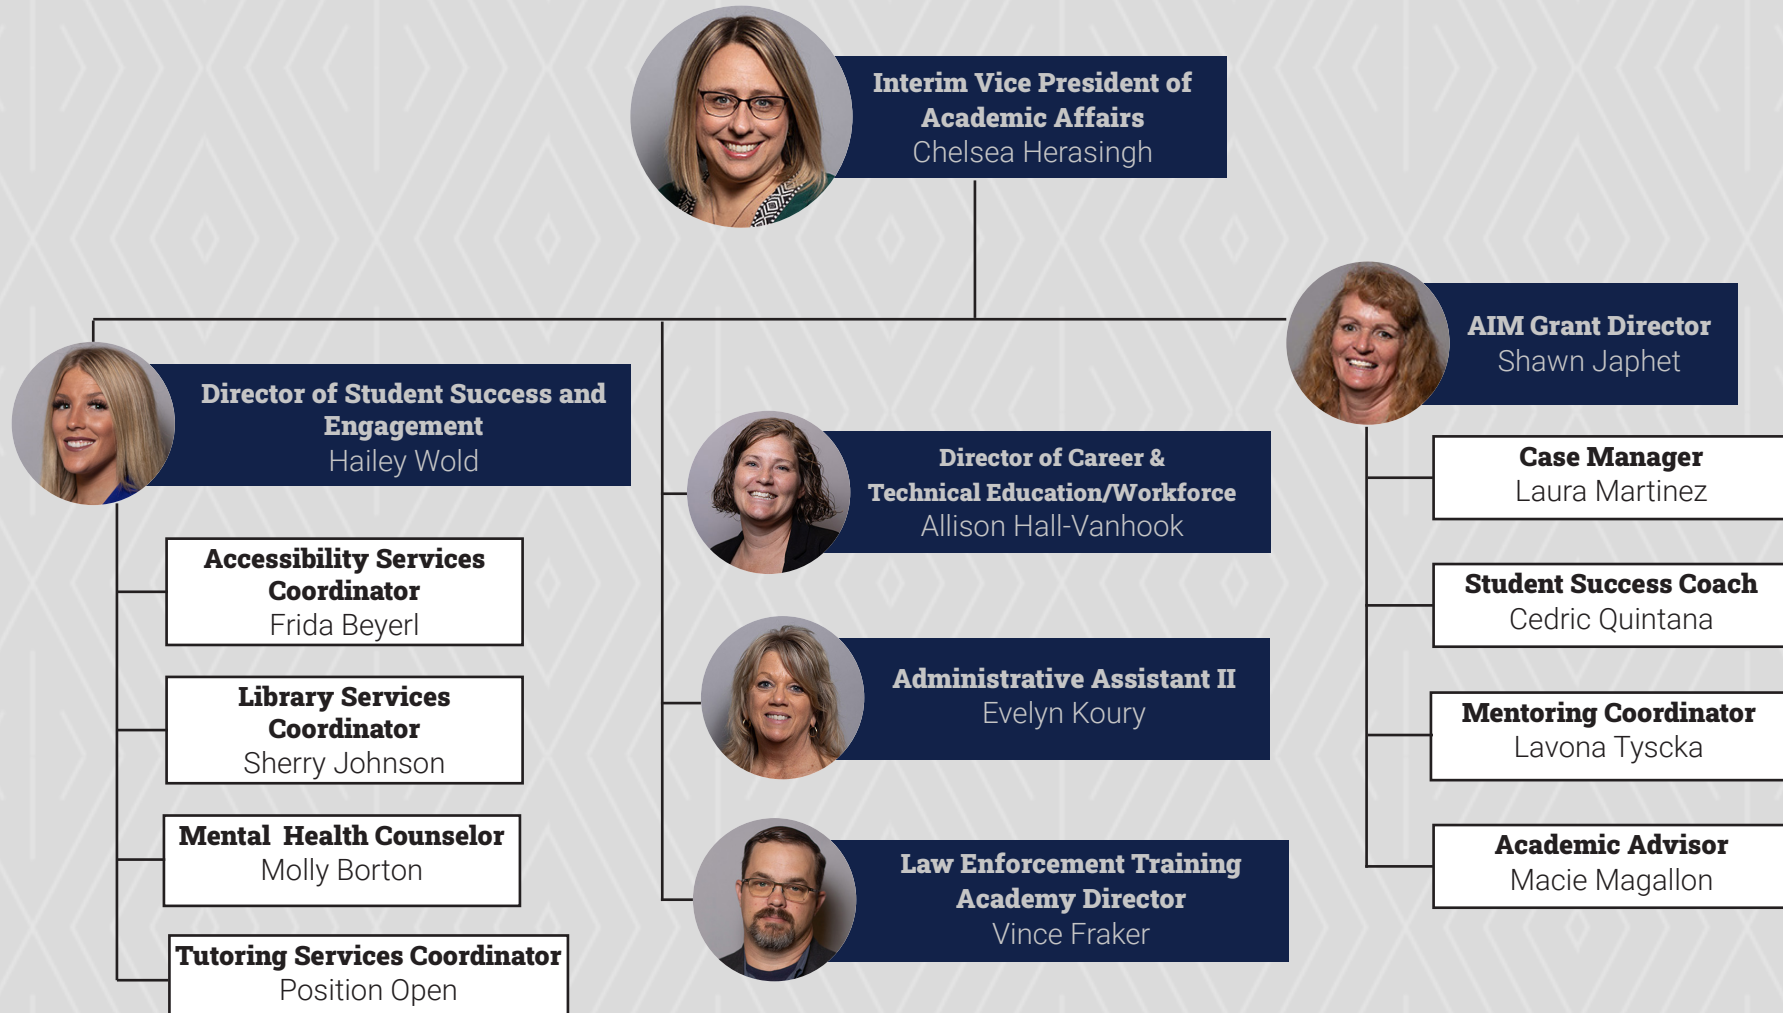 Interim Vice President of
Academic Affairs
Chelsea Herasingh
Director of Student Success and
Engagement
Hailey Wold
Accessibility Services
Coordinator
Frida Beyerl
Library Services
Coordinator
Sherry Johnson
Mental  Health Counselor
Molly Borton
Tutoring Services Coordinator
Position Open
Director of Career &
Technical Education/Workforce
Allison Hall-Vanhook
Administrative Assistant II
Evelyn Koury
Law Enforcement Training
Academy Director
Vince Fraker
AIM Grant Director
Shawn Japhet
Case Manager
Laura Martinez
Student Success Coach
Cedric Quintana
Mentoring Coordinator
Lavona Tyscka
Academic Advisor
Macie Magallon